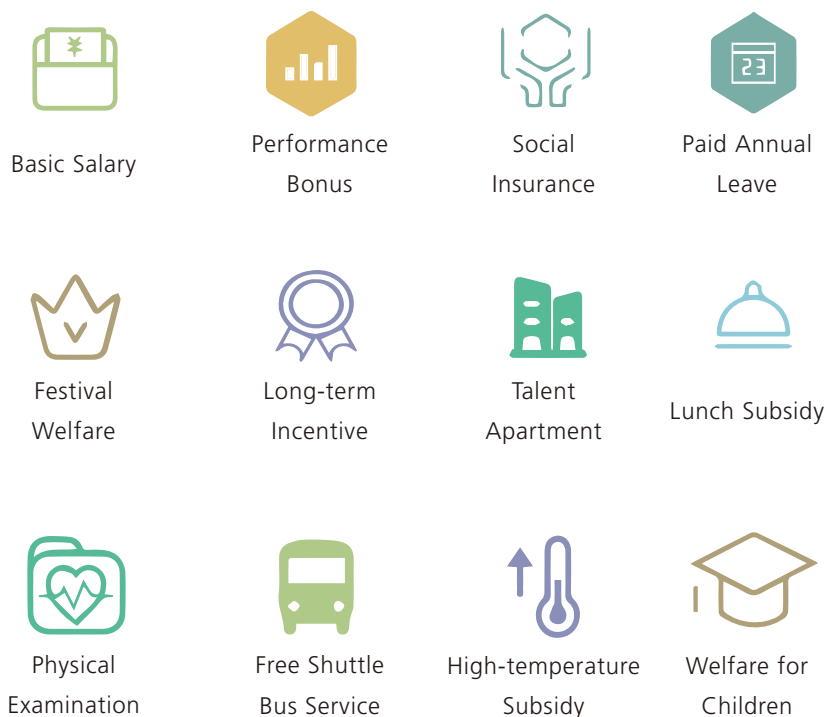 ¥
Basic Salary
Performance
Bonus
Social
Insurance
23
Paid Annual
Leave
Festival
Welfare
Long-term
Incentive
Talent
Apartment
Lunch Subsidy
Physical
Examination
Free Shuttle
Bus Service
High-temperature
Subsidy
Welfare for
Children